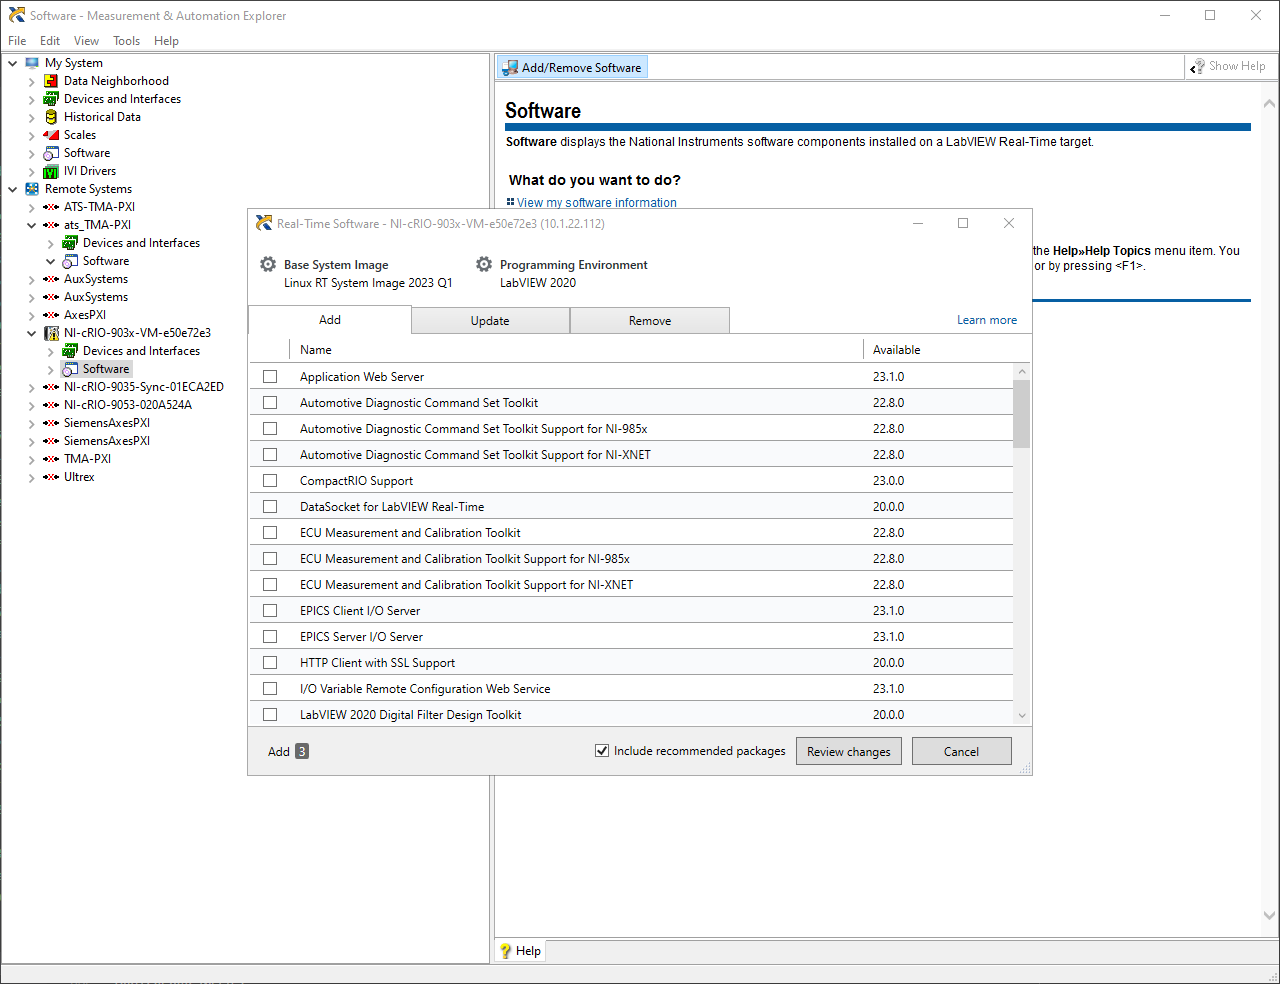 Software - Measurement & Automation Explorer
File Edit View Tools Help
My System
Data Neighborhood
Devices and Interfaces
Historical Data
Scales
Software
IVI Drivers
Remote Systems
ATS-TMA-PXI
ats_TMA-PXI
Devices and Interfaces
Software
AuxSystems
AuxSystems
AxesPXI
NI-cRIO-903x-VM-e50e72e3
Devices and Interfaces
Software
NI-cRIO-9035-Sync-01ECA2ED
NI-cRIO-9053-020A524A
SiemensAxesPXI
SiemensAxesPXI
TMA-PXI
Ultrex
Add/Remove Software
Show Help
Software
Software displays the National Instruments software components installed on a LabVIEW Real-Time target.
What do you want to do?
View my software information
the Help»Help Topics menu item. You
or by pressing <F1>.
Real-Time Software - NI-cRIO-903x-VM-e50e72e3 (10.1.22.112)
Base System Image
Linux RT System Image 2023 Q1
Programming Environment
LabVIEW 2020
Add Update Remove Learn more
Name Available
Application Web Server 23.1.0
Automotive Diagnostic Command Set Toolkit 22.8.0
Automotive Diagnostic Command Set Toolkit Support for NI-985x 22.8.0
Automotive Diagnostic Command Set Toolkit Support for NI-XNET 22.8.0
CompactRIO Support 23.0.0
DataSocket for LabVIEW Real-Time 20.0.0
ECU Measurement and Calibration Toolkit 22.8.0
ECU Measurement and Calibration Toolkit Support for NI-985x 22.8.0
ECU Measurement and Calibration Toolkit Support for NI-XNET 22.8.0
EPICS Client I/O Server 23.1.0
EPICS Server I/O Server 23.1.0
HTTP Client with SSL Support 20.0.0
I/O Variable Remote Configuration Web Service 23.1.0
LabVIEW 2020 Digital Filter Design Toolkit 20.0.0
Add 3 Include recommended packages Review changes Cancel
Help